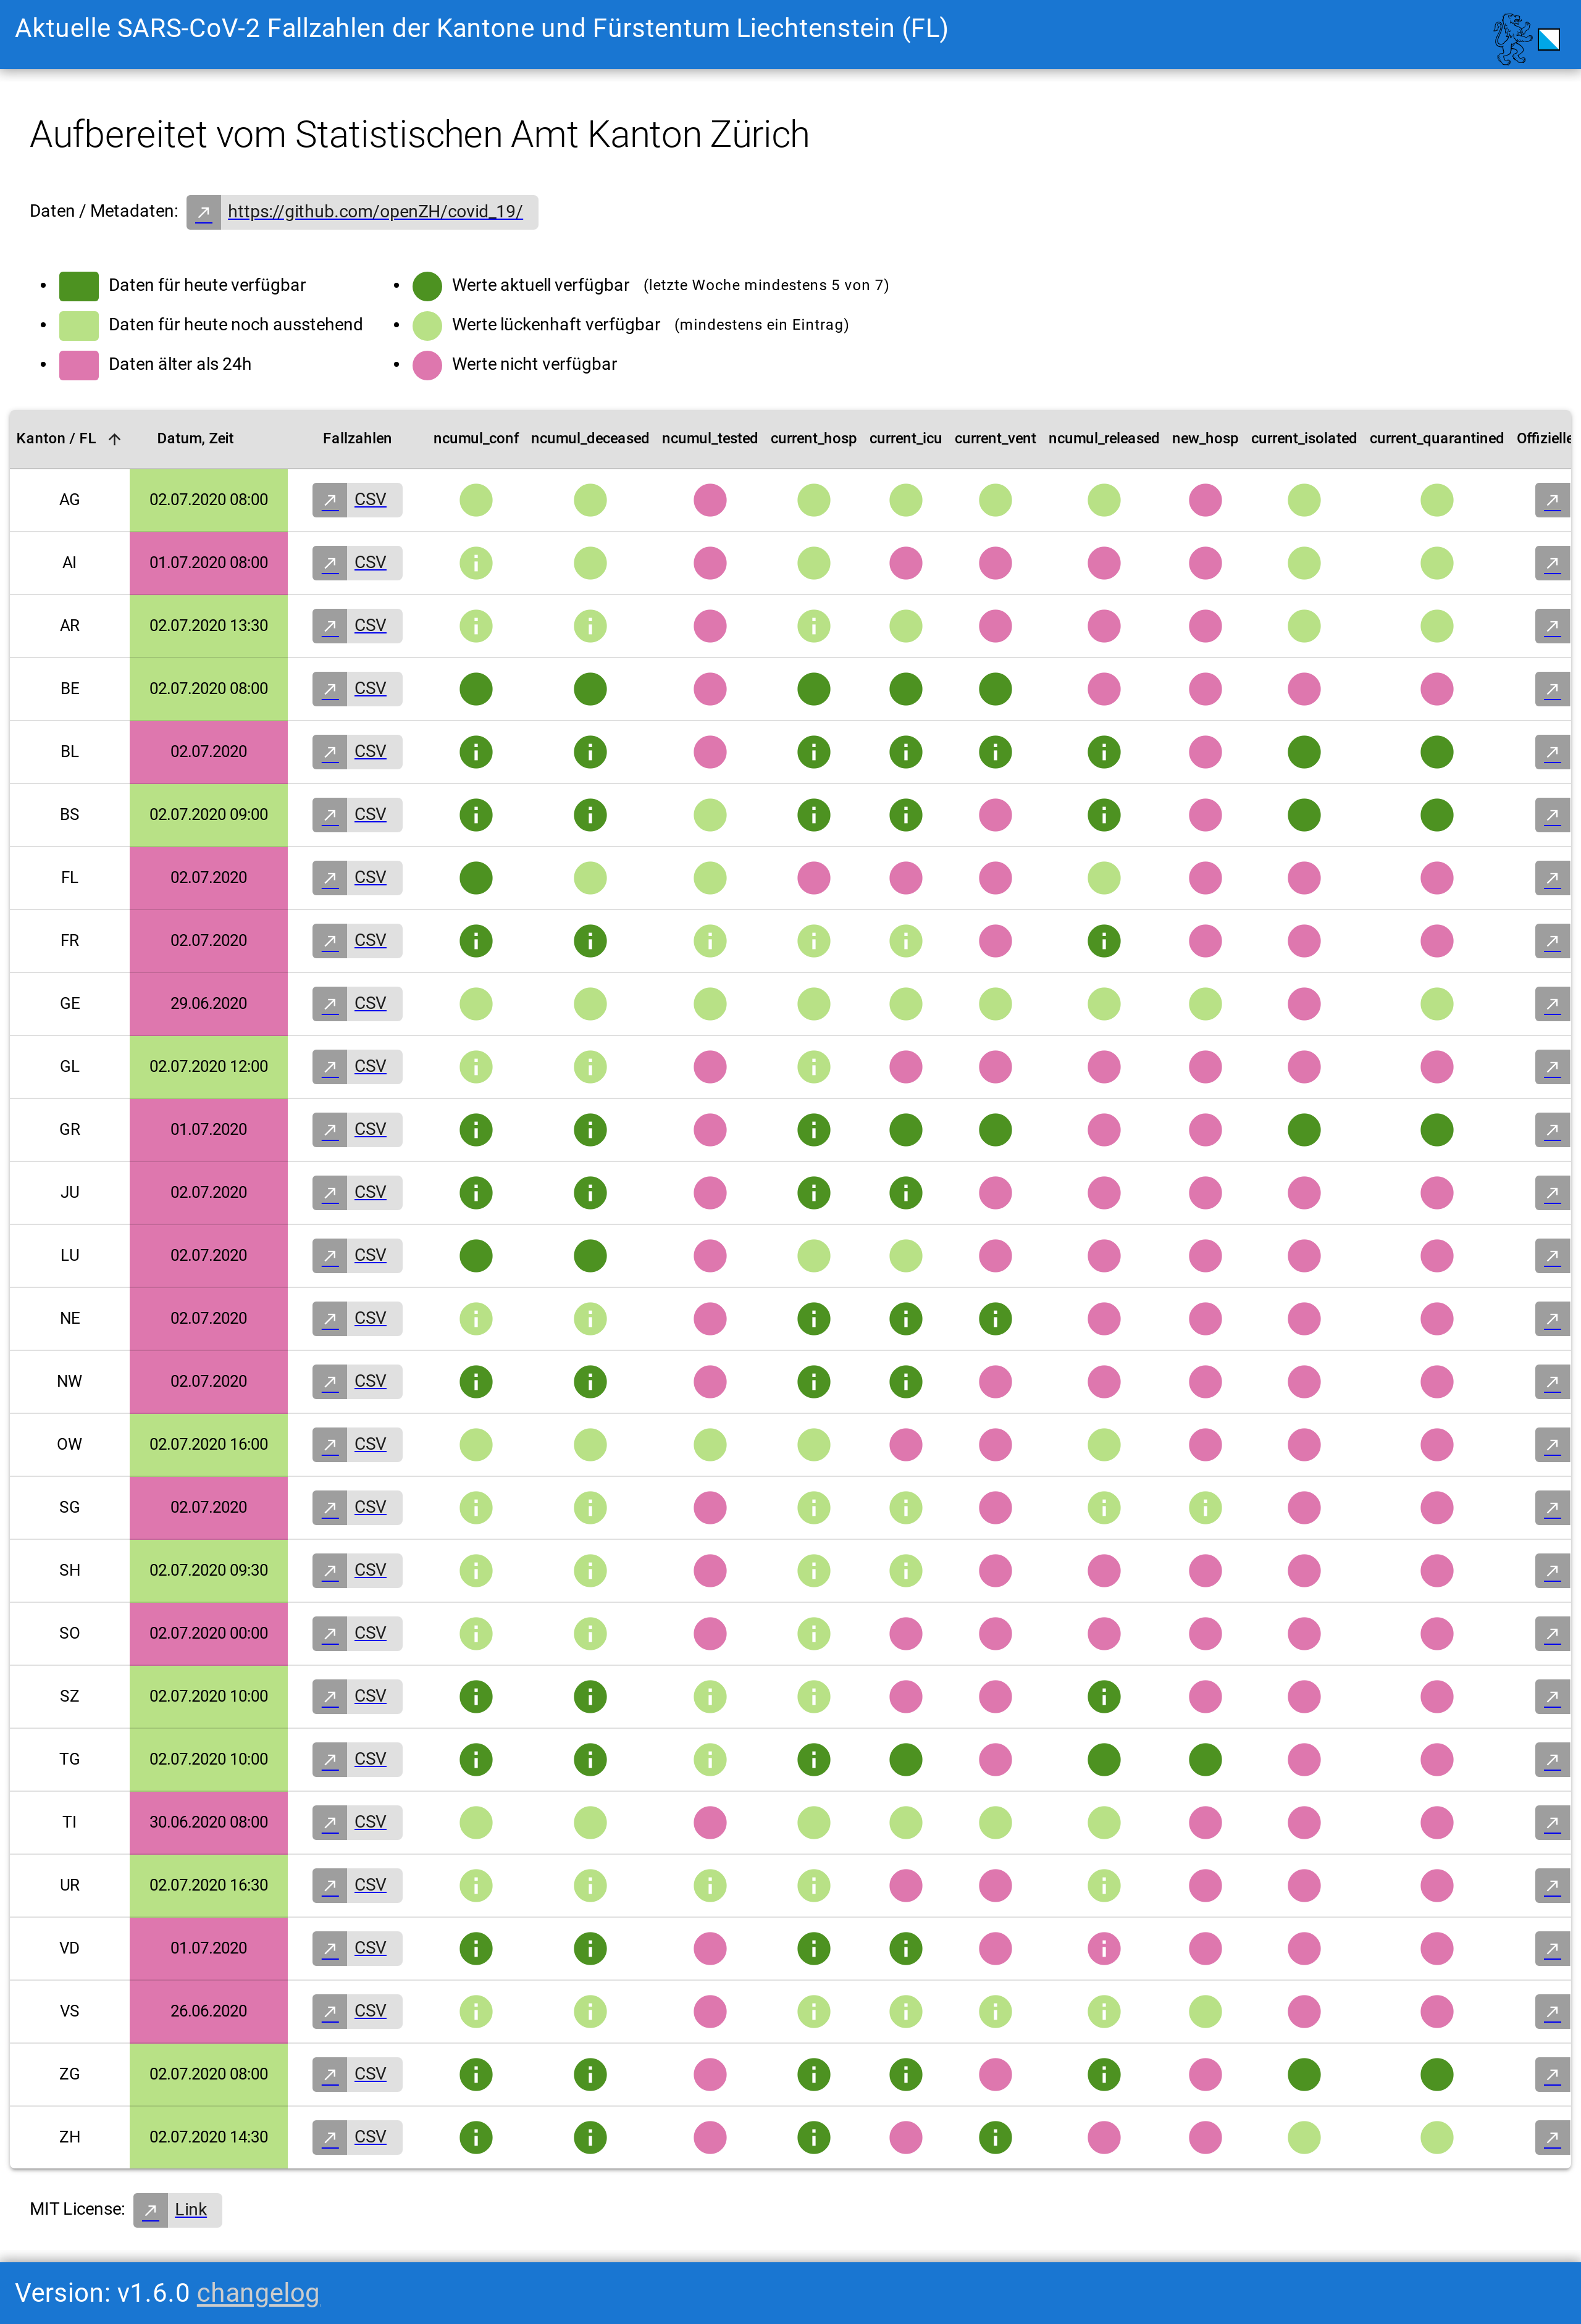 Aktuelle SARS-CoV-2 Fallzahlen der Kantone und Fürstentum Liechtenstein (FL)
Aufbereitet vom Statistischen Amt Kanton Zürich
Daten / Metadaten: https://github.com/openZH/covid_19/
Daten für heute verfügbar
Daten für heute noch ausstehend
Daten älter als 24h
Werte aktuell verfügbar (letzte Woche mindestens 5 von 7)
Werte lückenhaft verfügbar (mindestens ein Eintrag)
Werte nicht verfügbar
Kanton / FL Datum, Zeit Fallzahlen ncumul_conf ncumul_deceased ncumul_tested current_hosp current_icu current_vent ncumul_released new_hosp current_isolated current_quarantined Offizielle
AG 02.07.2020 08:00 CSV
AI 01.07.2020 08:00 CSV
AR 02.07.2020 13:30 CSV
BE 02.07.2020 08:00 CSV
BL 02.07.2020 CSV
BS 02.07.2020 09:00 CSV
FL 02.07.2020 CSV
FR 02.07.2020 CSV
GE 29.06.2020 CSV
GL 02.07.2020 12:00 CSV
GR 01.07.2020 CSV
JU 02.07.2020 CSV
LU 02.07.2020 CSV
NE 02.07.2020 CSV
NW 02.07.2020 CSV
OW 02.07.2020 16:00 CSV
SG 02.07.2020 CSV
SH 02.07.2020 09:30 CSV
SO 02.07.2020 00:00 CSV
SZ 02.07.2020 10:00 CSV
TG 02.07.2020 10:00 CSV
TI 30.06.2020 08:00 CSV
UR 02.07.2020 16:30 CSV
VD 01.07.2020 CSV
VS 26.06.2020 CSV
ZG 02.07.2020 08:00 CSV
ZH 02.07.2020 14:30 CSV
MIT License: Link
Version: v1.6.0 changelog